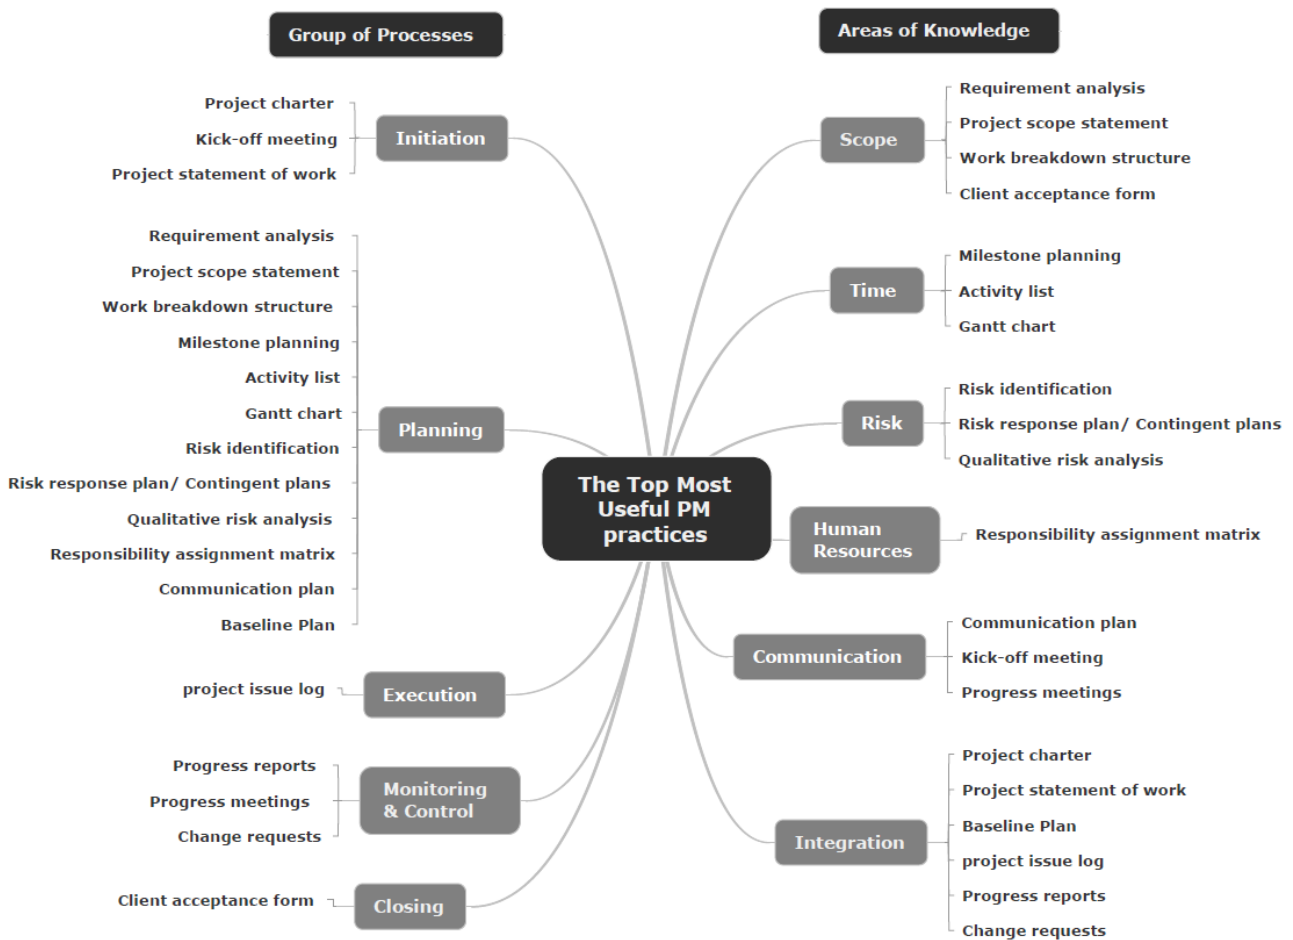 Group of Processes
Project charter
Kick-off meeting
Project statement of work
Initiation
Requirement analysis
Project scope statement
Work breakdown structure
Milestone planning
Activity list
Gantt chart
Risk identification
Risk response plan/ Contingent plans
Qualitative risk analysis
Responsibility assignment matrix
Communication plan
Baseline Plan
Planning
project issue log
Execution
Progress reports
Progress meetings
Change requests
Monitoring
& Control
Client acceptance form
Closing
The Top Most
Useful PM
practices
Areas of Knowledge
Scope
Requirement analysis
Project scope statement
Work breakdown structure
Client acceptance form
Time
Milestone planning
Activity list
Gantt chart
Risk
Risk identification
Risk response plan/ Contingent plans
Qualitative risk analysis
Human
Resources
Responsibility assignment matrix
Communication
Communication plan
Kick-off meeting
Progress meetings
Integration
Project charter
Project statement of work
Baseline Plan
project issue log
Progress reports
Change requests